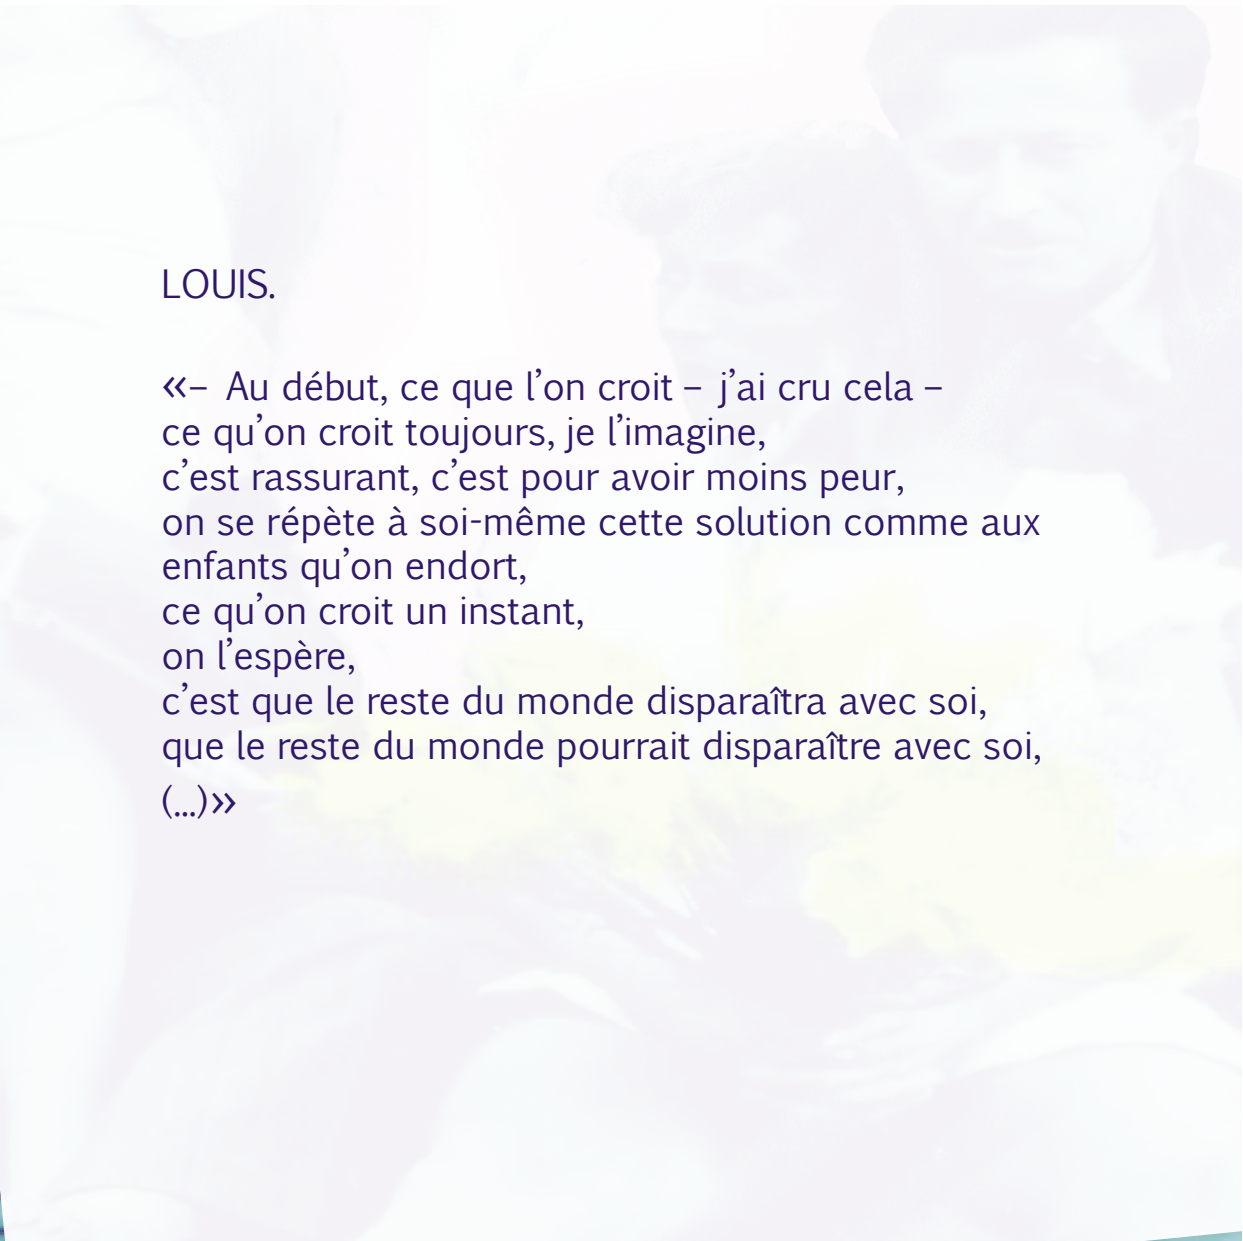 LOUIS.
«– Au début, ce que l’on croit – j’ai cru cela –
ce qu’on croit toujours, je l’imagine,
c’est rassurant, c’est pour avoir moins peur,
on se répète à soi-même cette solution comme aux
enfants qu’on endort,
ce qu’on croit un instant,
on l’espère,
c’est que le reste du monde disparaîtra avec soi,
que le reste du monde pourrait disparaître avec soi,
(...)»